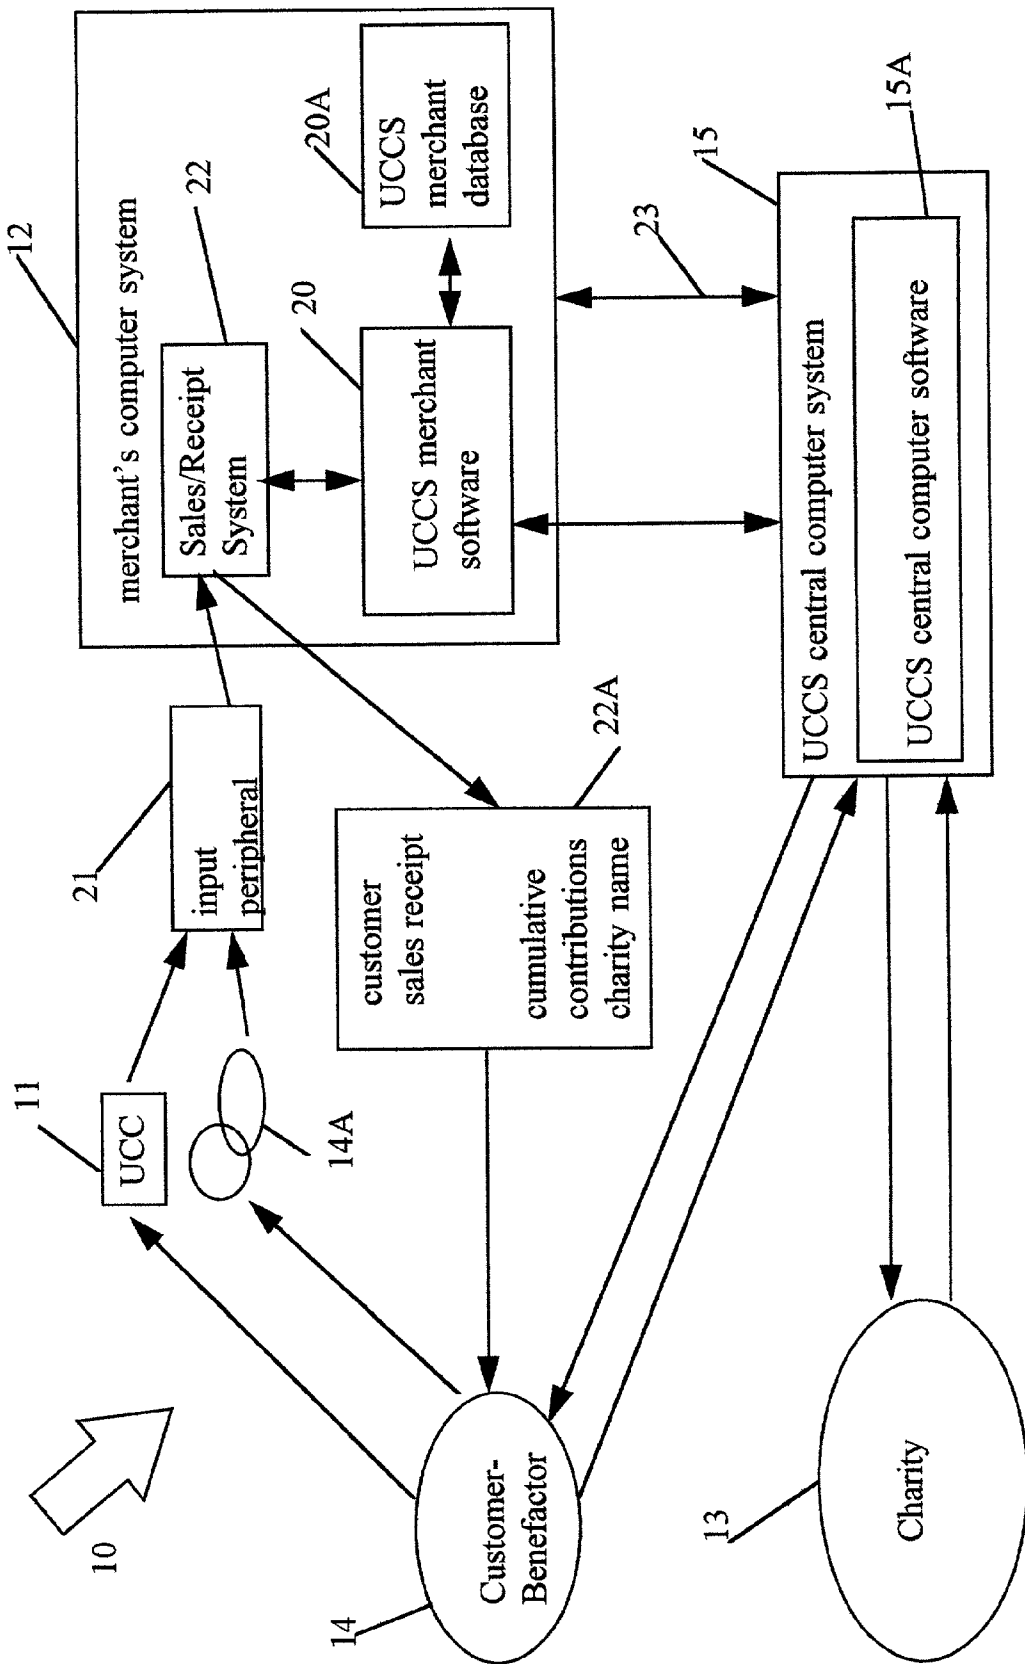 10
11
UCC
14A
21
input
peripheral
12
merchant's computer system
22
Sales/Receipt
System
20
UCCS merchant
software
20A
UCCS
merchant
database
14
Customer-
Benefactor
customer
sales receipt
cumulative
contributions
charity name
22A
23
15
UCCS central computer system
15A
UCCS central computer software
13
Charity